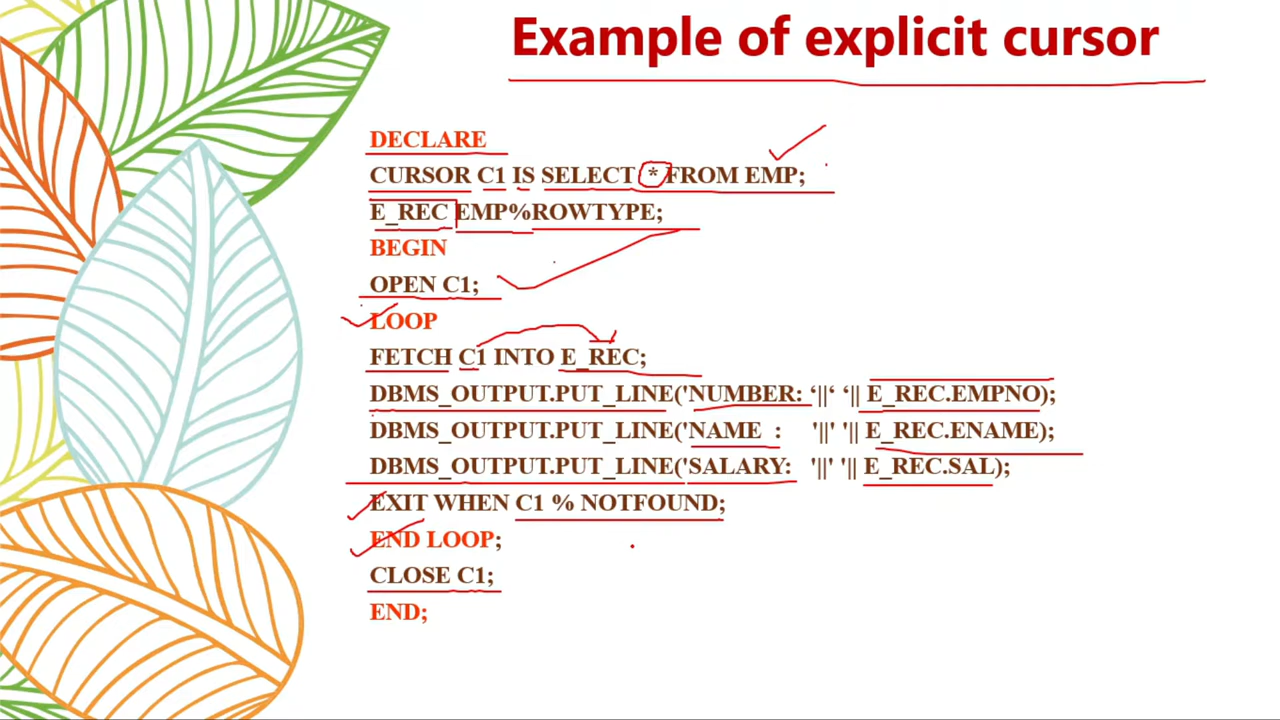 Example of explicit cursor
DECLARE
CURSOR C1 IS SELECT * FROM EMP;
E_REC EMP%ROWTYPE;
BEGIN
OPEN C1;
LOOP
FETCH C1 INTO E_REC;
DBMS_OUTPUT.PUT_LINE('NUMBER: ‘||‘ ‘|| E_REC.EMPNO);
DBMS_OUTPUT.PUT_LINE('NAME : '||' '|| E_REC.ENAME);
DBMS_OUTPUT.PUT_LINE('SALARY: '||' '|| E_REC.SAL);
EXIT WHEN C1 % NOTFOUND;
END LOOP;
CLOSE C1;
END;